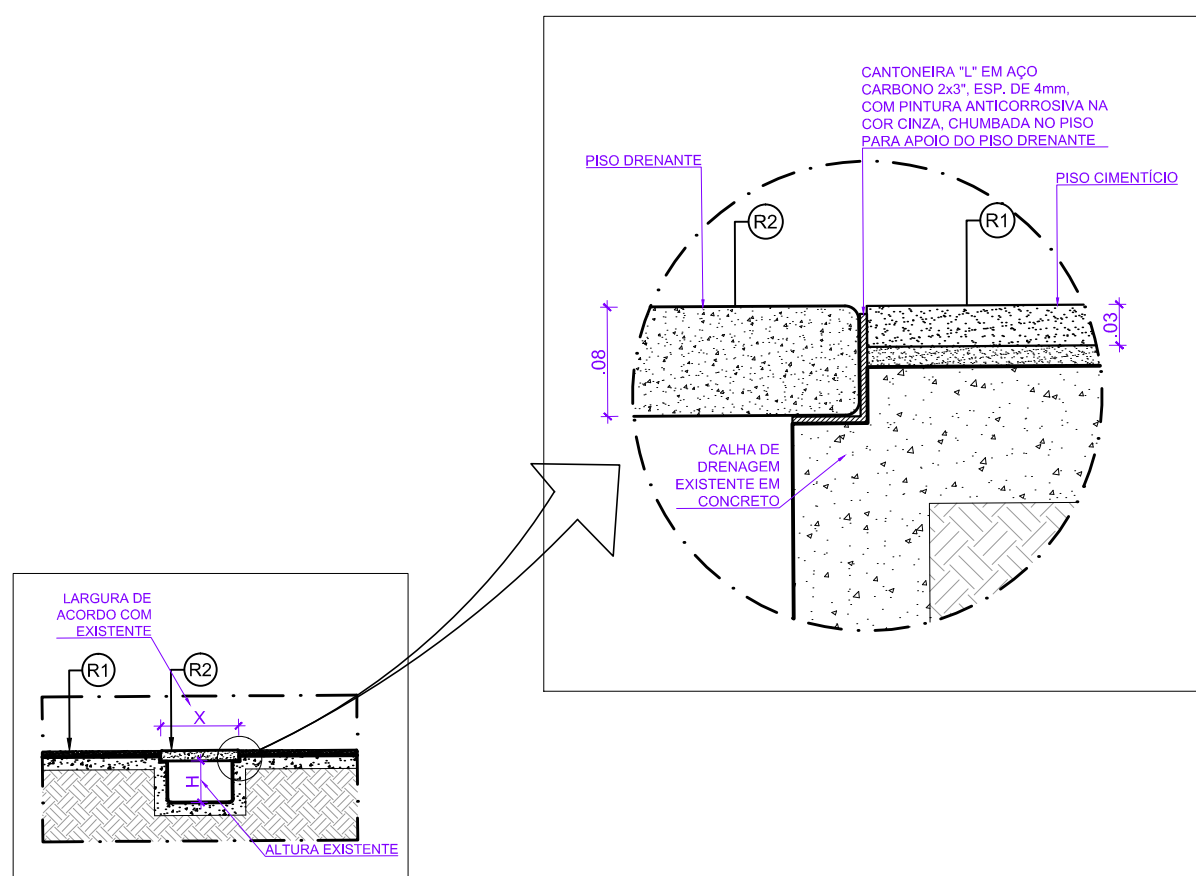 CANTONEIRA "L" EM AÇO
CARBONO 2x3", ESP. DE 4mm,
COM PINTURA ANTICORROSIVA NA
COR CINZA, CHUMBADA NO PISO
PARA APOIO DO PISO DRENANTE
PISO DRENANTE
PISO CIMENTÍCIO
R2
R1
.08
.03
CALHA DE
DRENAGEM
EXISTENTE EM
CONCRETO
LARGURA DE
ACORDO COM
EXISTENTE
R1
R2
X
H
ALTURA EXISTENTE